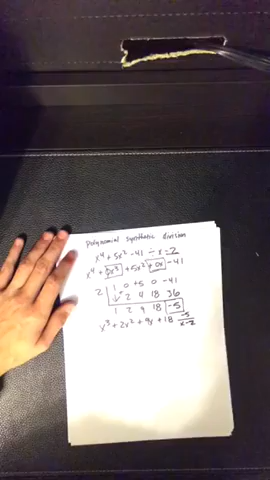 Polynomial synthetic division
x⁴ + 5x² - 41 ÷ x - 2
x⁴ + 0x³ + 5x² + 0x - 41
2 1 0 +5 0 -41
↓ 2 4 18 36
1 2 9 18 -5
x³ + 2x² + 9x + 18 -5/x-2